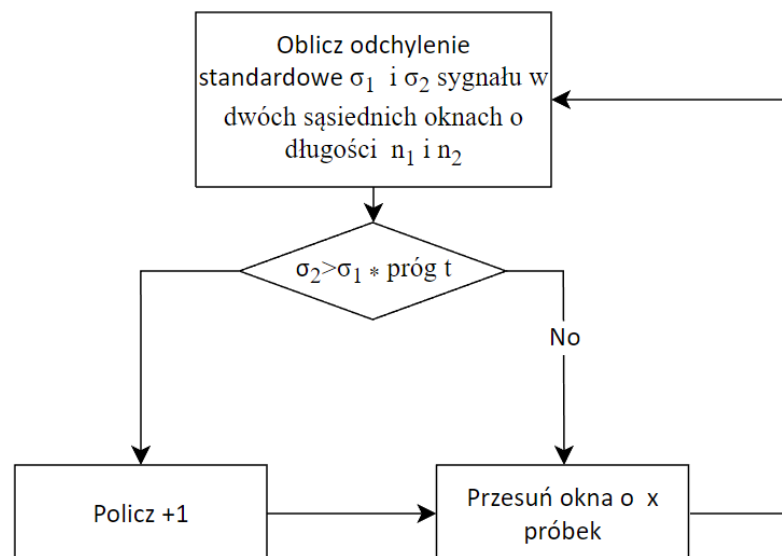 Oblicz odchylenie
standardowe σ₁ i σ₂ sygnału w
dwóch sąsiednich oknach o
długości n₁ i n₂
σ₂>σ₁ * próg t
No
Policz +1
Przesuń okna o x
próbek